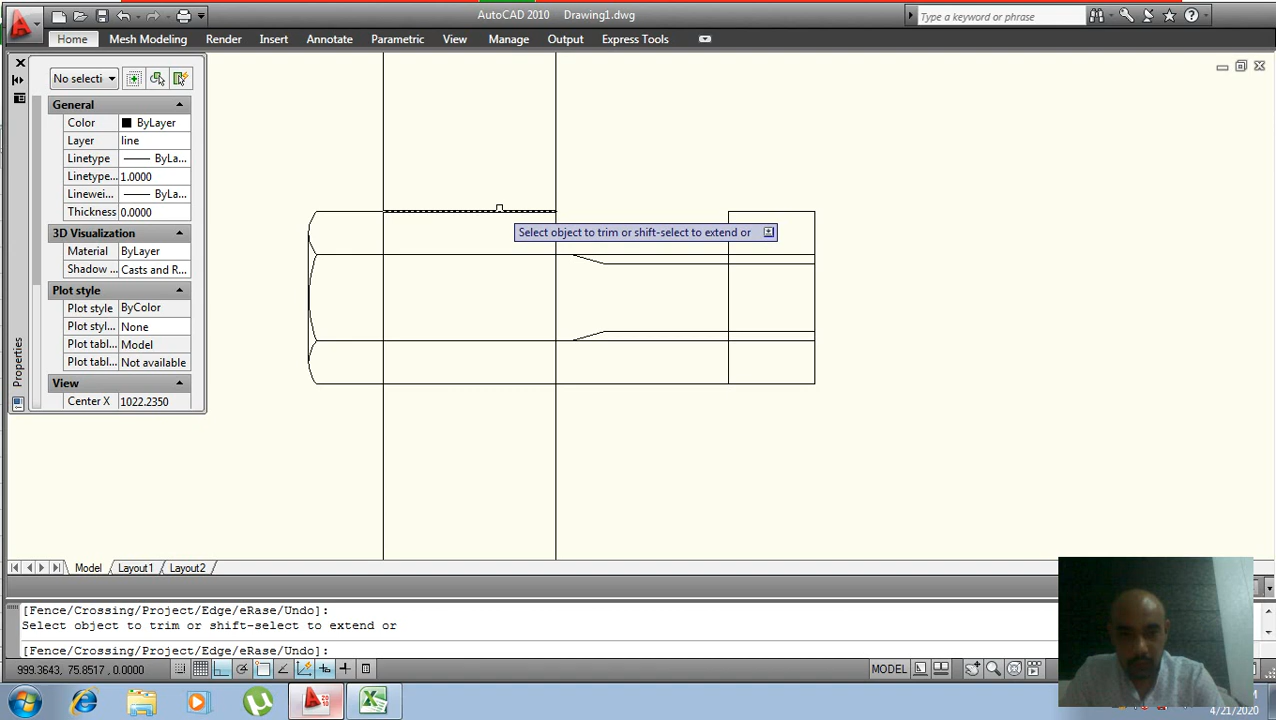 AutoCAD 2010 Drawing1.dwg
Type a keyword or phrase
Home Mesh Modeling Render Insert Annotate Parametric View Manage Output Express Tools
No selecti
General
Color ByLayer
Layer line
Linetype ByLa...
Linetype... 1.0000
Linewei... ByLa...
Thickness 0.0000
3D Visualization
Material ByLayer
Shadow ... Casts and R...
Plot style
Plot style ByColor
Plot styl... None
Plot tabl... Model
Plot tabl... Not available
View
Center X 1022.2350
Properties
Select object to trim or shift-select to extend or
Model Layout1 Layout2
[Fence/Crossing/Project/Edge/eRase/Undo]:
Select object to trim or shift-select to extend or
[Fence/Crossing/Project/Edge/eRase/Undo]:
999.3643, 75.8517, 0.0000
MODEL
4/21/2020